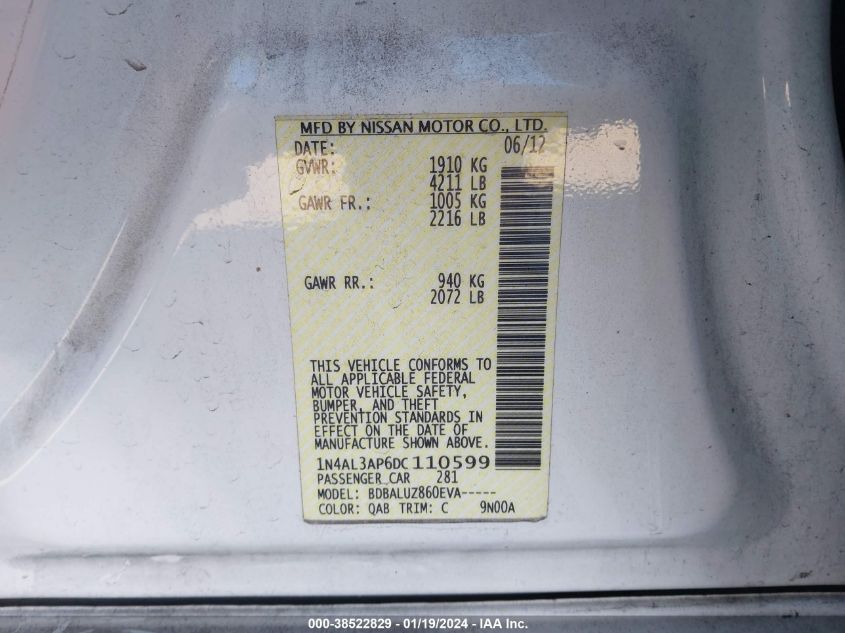 MFD BY NISSAN MOTOR CO., LTD.
DATE: 06/12
GVWR: 1910 KG
4211 LB
GAWR FR.: 1005 KG
2216 LB
GAWR RR.: 940 KG
2072 LB
THIS VEHICLE CONFORMS TO
ALL APPLICABLE FEDERAL
MOTOR VEHICLE SAFETY,
BUMPER, AND THEFT
PREVENTION STANDARDS IN
EFFECT ON THE DATE OF
MANUFACTURE SHOWN ABOVE.
1N4AL3AP6DC110599
PASSENGER CAR 281
MODEL: BDBALUZ860EVA-----
COLOR: QAB TRIM: C 9N00A
000-38522829 - 01/19/2024 - IAA Inc.